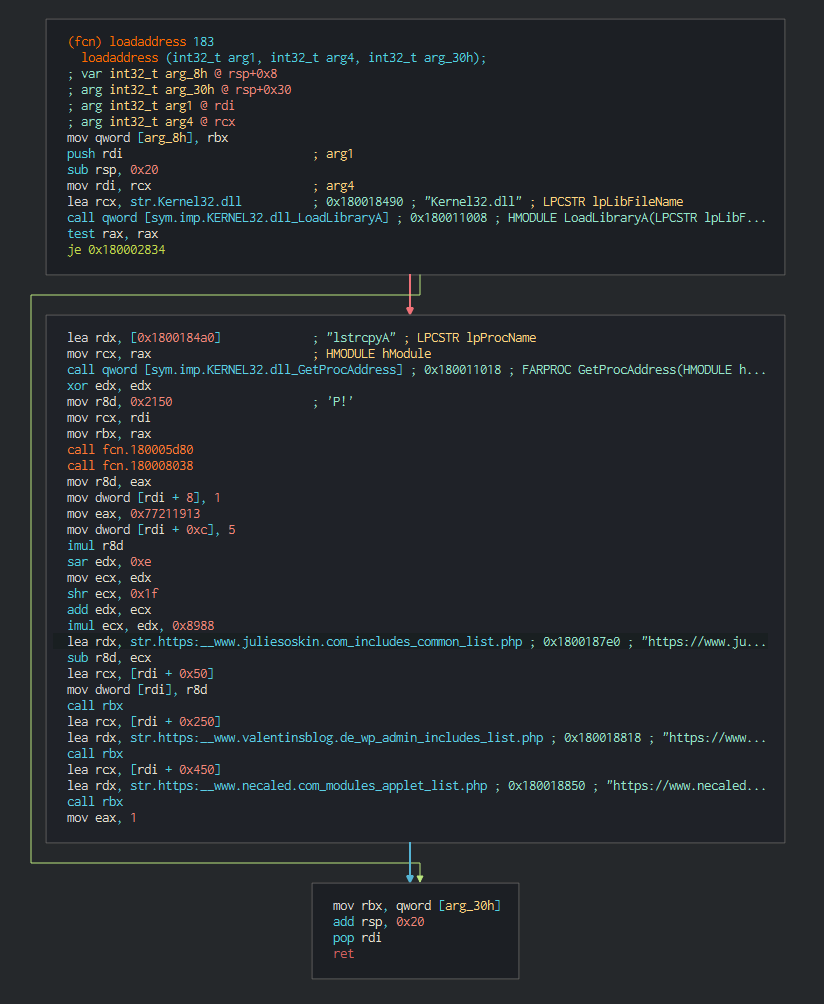 (fcn) loadaddress 183
loadaddress (int32_t arg1, int32_t arg4, int32_t arg_30h);
; var int32_t arg_8h @ rsp+0x8
; arg int32_t arg_30h @ rsp+0x30
; arg int32_t arg1 @ rdi
; arg int32_t arg4 @ rcx
mov qword [arg_8h], rbx
push rdi ; arg1
sub rsp, 0x20
mov rdi, rcx ; arg4
lea rcx, str.Kernel32.dll ; 0x180018490 ; "Kernel32.dll" ; LPCSTR lpLibFileName
call qword [sym.imp.KERNEL32.dll_LoadLibraryA] ; 0x180011008 ; HMODULE LoadLibraryA(LPCSTR lpLibF...
test rax, rax
je 0x180002834
lea rdx, [0x1800184a0] ; "lstrcpyA" ; LPCSTR lpProcName
mov rcx, rax ; HMODULE hModule
call qword [sym.imp.KERNEL32.dll_GetProcAddress] ; 0x180011018 ; FARPROC GetProcAddress(HMODULE h...
xor edx, edx
mov r8d, 0x2150 ; 'P!'
mov rcx, rdi
mov rbx, rax
call fcn.180005d80
call fcn.180008038
mov r8d, eax
mov dword [rdi + 8], 1
mov eax, 0x77211913
mov dword [rdi + 0xc], 5
imul r8d
sar edx, 0xe
mov ecx, edx
shr ecx, 0x1f
add edx, ecx
imul ecx, edx, 0x8988
lea rdx, str.https:__www.juliesoskin.com_includes_common_list.php ; 0x1800187e0 ; "https://www.ju...
sub r8d, ecx
lea rcx, [rdi + 0x50]
mov dword [rdi], r8d
call rbx
lea rcx, [rdi + 0x250]
lea rdx, str.https:__www.valentinsblog.de_wp_admin_includes_list.php ; 0x180018818 ; "https://www...
call rbx
lea rcx, [rdi + 0x450]
lea rdx, str.https:__www.necaled.com_modules_applet_list.php ; 0x180018850 ; "https://www.necaled...
call rbx
mov eax, 1
mov rbx, qword [arg_30h]
add rsp, 0x20
pop rdi
ret